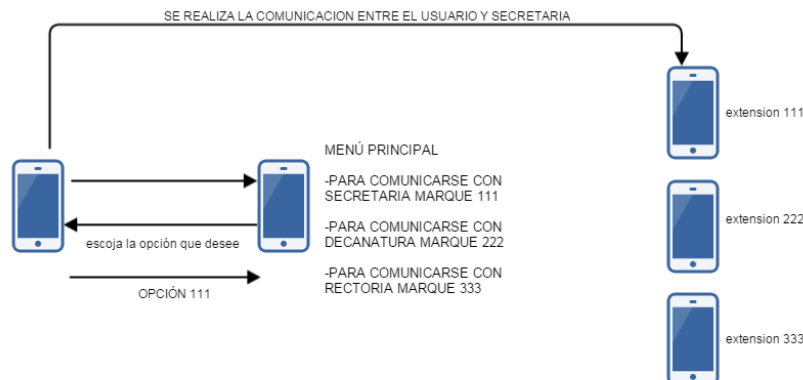 SE REALIZA LA COMUNICACION ENTRE EL USUARIO Y SECRETARIA
extension 111
MENÚ PRINCIPAL
-PARA COMUNICARSE CON
SECRETARIA MARQUE 111
-PARA COMUNICARSE CON
DECANATURA MARQUE 222
-PARA COMUNICARSE CON
RECTORIA MARQUE 333
escoja la opción que desee
OPCIÓN 111
extension 222
extension 333